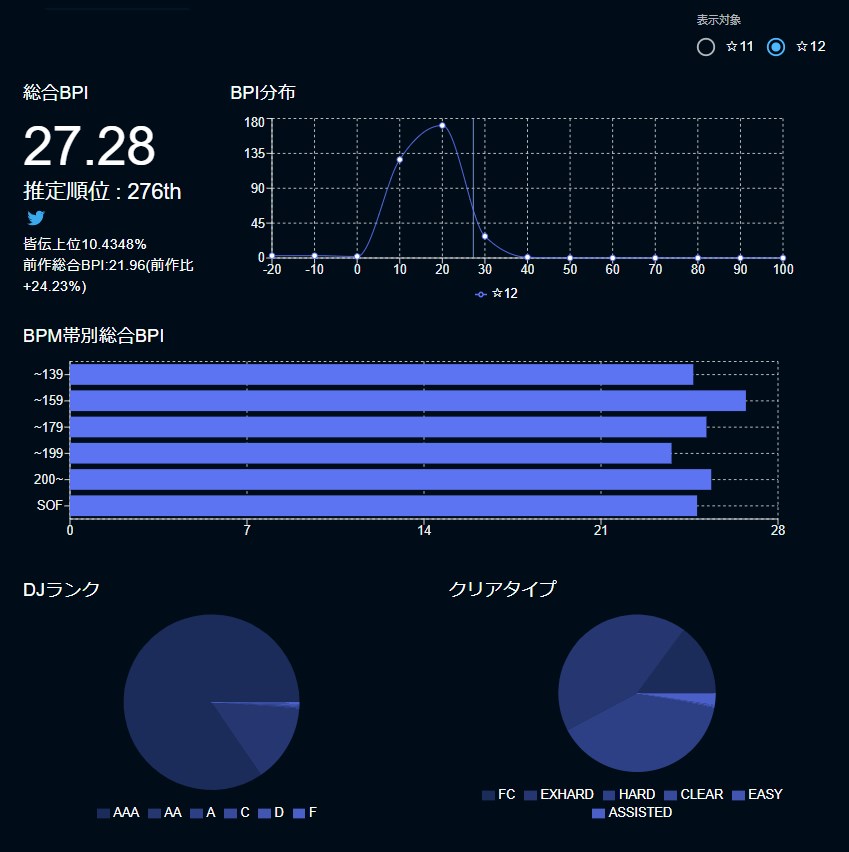 表示対象
☆11 ☆12
総合BPI
27.28
推定順位 : 276th
皆伝上位10.4348%
前作総合BPI:21.96(前作比
+24.23%)
BPI分布
180
135
90
45
0
-20 -10 0 10 20 30 40 50 60 70 80 90 100
☆12
BPM帯別総合BPI
~139
~159
~179
~199
200~
SOF
0 7 14 21 28
DJランク
AAA AA A C D F
クリアタイプ
FC EXHARD HARD CLEAR EASY
ASSISTED